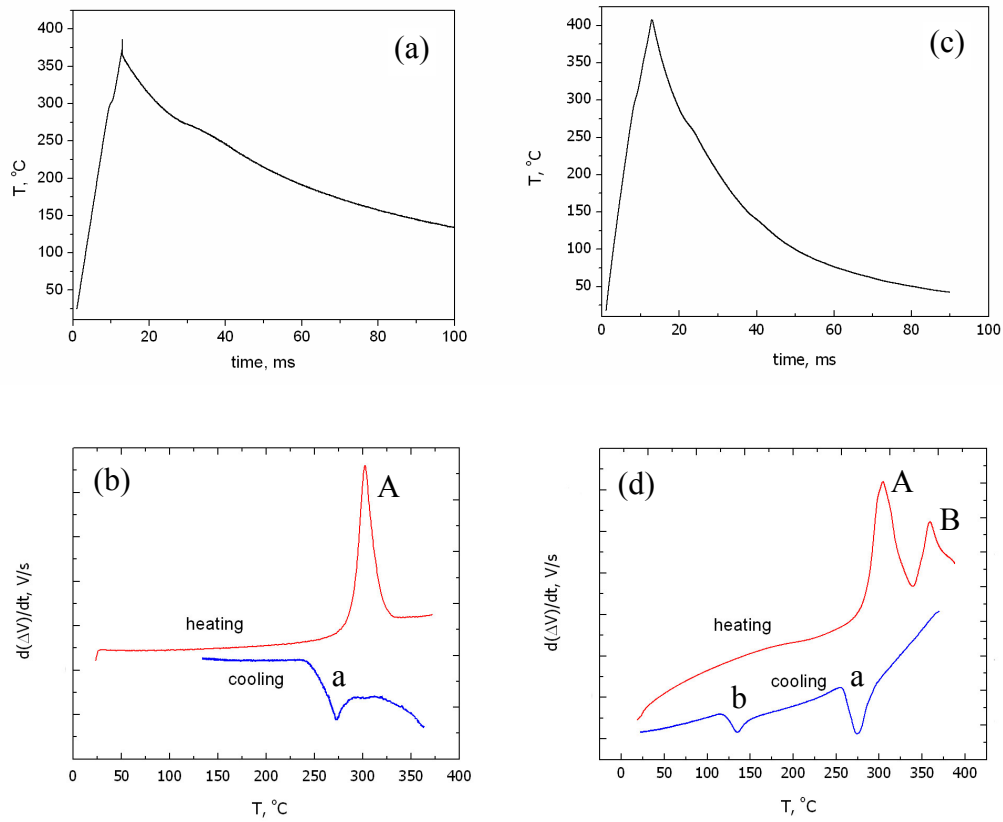 (a)
400
350
300
250
200
150
100
50
T, °C
0 20 40 60 80 100
time, ms
(c)
400
350
300
250
200
150
100
50
T, °C
0 20 40 60 80 100
time, ms
(b)
A
heating
cooling
a
d(ΔV)/dt, V/s
0 50 100 150 200 250 300 350 400
T, °C
(d)
A
B
heating
cooling
b
a
d(ΔV)/dt, V/s
0 50 100 150 200 250 300 350 400
T, °C